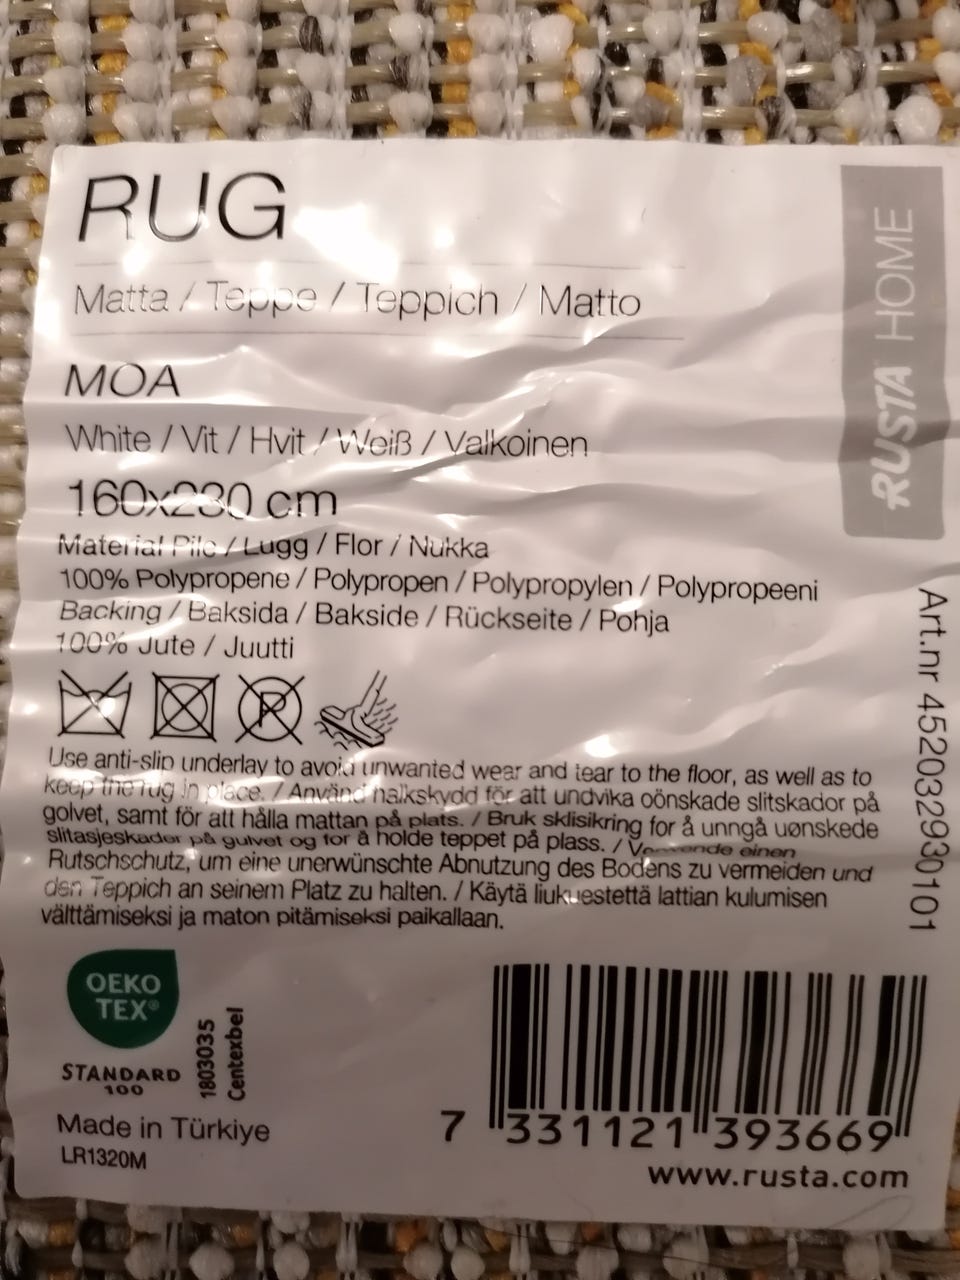 RUG
Matta / Teppe / Teppich / Matto
MOA
White / Vit / Hvit / Weiß / Valkoinen
160x230 cm
Material Pile / Lugg / Flor / Nukka
100% Polypropene / Polypropen / Polypropylen / Polypropeeni
Backing / Baksida / Bakside / Rückseite / Pohja
100% Jute / Juutti
P
Use anti-slip underlay to avoid unwanted wear and tear to the floor, as well as to
keep the rug in place. / Använd halkskydd för att undvika oönskade slitskador på
golvet, samt för att hålla mattan på plats. / Bruk sklisikring for å unngå uønskede
slitasjeskader på gulvet og for å holde teppet på plass. / Verwende einen
Rutschschutz, um eine unerwünschte Abnutzung des Bodens zu vermeiden und
den Teppich an seinem Platz zu halten. / Käytä liukuestettä lattian kulumisen
välttämiseksi ja maton pitämiseksi paikallaan.
RUSTA HOME
Art.nr 452032930101
OEKO
TEX®
STANDARD
100
1803035
Centexbel
Made in Türkiye
LR1320M
7 331121 393669
www.rusta.com